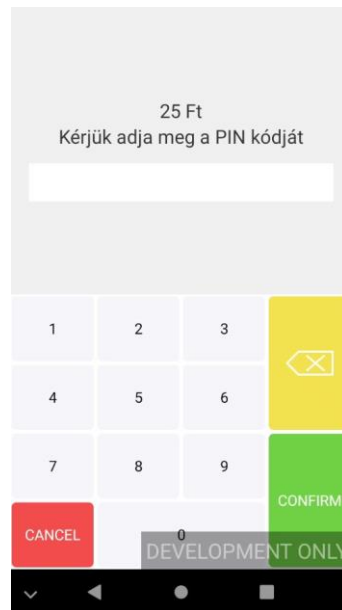 25 Ft
Kérjük adja meg a PIN kódját
1 2 3
4 5 6
7 8 9
CONFIRM
CANCEL 0
DEVELOPMENT ONLY